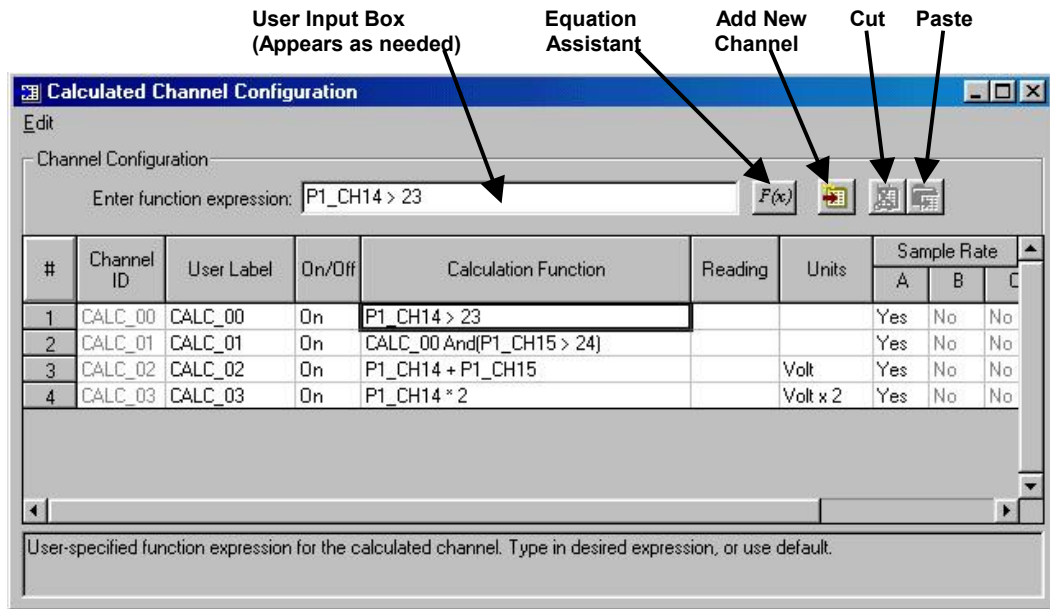 User Input Box Equation Add New Cut Paste
(Appears as needed) Assistant Channel
Calculated Channel Configuration
Edit
Channel Configuration
Enter function expression: P1_CH14 > 23 F(x)
# Channel ID User Label On/Off Calculation Function Reading Units Sample Rate
A B C
1 CALC_00 CALC_00 On P1_CH14 > 23 Yes No No
2 CALC_01 CALC_01 On CALC_00 And(P1_CH15 > 24) Yes No No
3 CALC_02 CALC_02 On P1_CH14 + P1_CH15 Volt Yes No No
4 CALC_03 CALC_03 On P1_CH14 * 2 Volt x 2 Yes No No
User-specified function expression for the calculated channel. Type in desired expression, or use default.